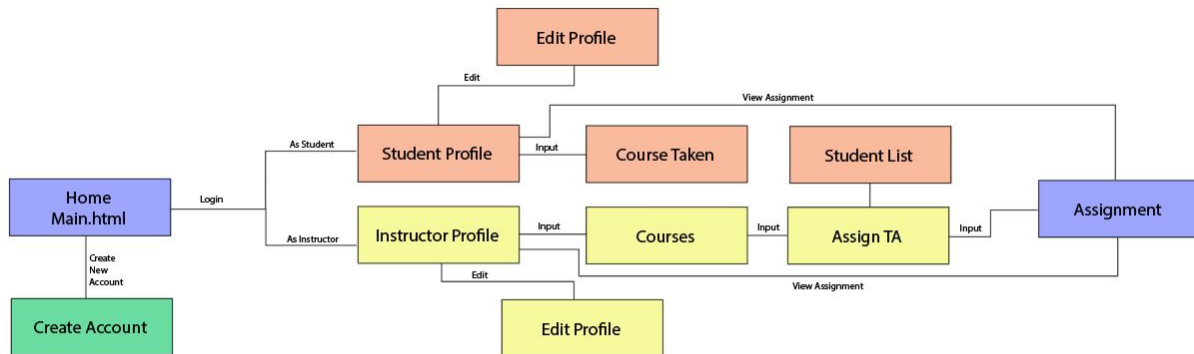 Edit Profile
Edit
View Assignment
As Student
Student Profile
Input
Course Taken
Student List
Home
Main.html
Login
Assignment
As Instructor
Instructor Profile
Input
Courses
Input
Assign TA
Input
Create
New
Account
Edit
View Assignment
Create Account
Edit Profile